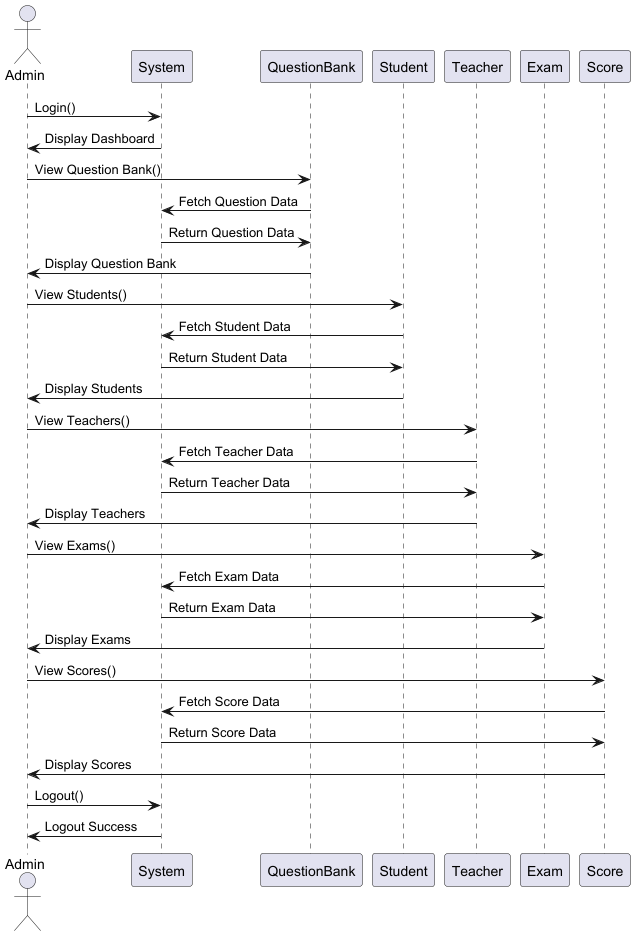 Admin
System QuestionBank Student Teacher Exam Score
Login()
Display Dashboard
View Question Bank()
Fetch Question Data
Return Question Data
Display Question Bank
View Students()
Fetch Student Data
Return Student Data
Display Students
View Teachers()
Fetch Teacher Data
Return Teacher Data
Display Teachers
View Exams()
Fetch Exam Data
Return Exam Data
Display Exams
View Scores()
Fetch Score Data
Return Score Data
Display Scores
Logout()
Logout Success
Admin
System QuestionBank Student Teacher Exam Score